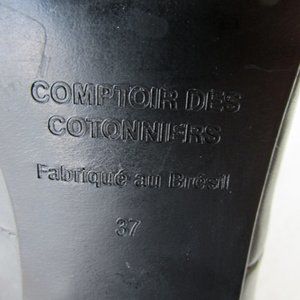 COMPTOIR DES
COTONNIERS
Fabriqué au Brésil
37